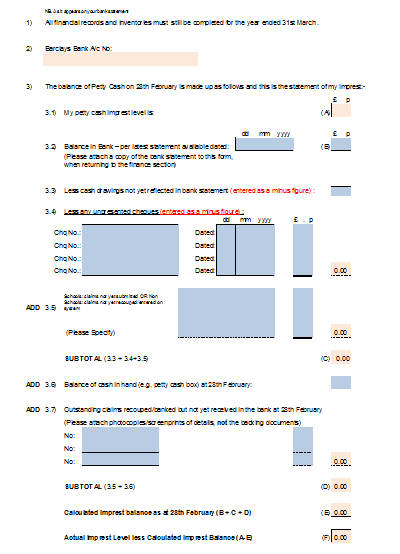 NB: as it appears on your bank statement
1) All financial records and inventories must still be completed for the year ended 31st March.
2) Barclays Bank A/c No:
3) The balance of Petty Cash on 28th February is made up as follows and this is the statement of my imprest:-
£ p
3.1) My petty cash imprest level is: (A)
dd mm yyyy £ p
3.2) Balance in Bank – per latest statement available dated: (B)
(Please attach a copy of the bank statement to this form,
when returning to the finance section)
3.3) Less cash drawings not yet reflected in bank statement (entered as a minus figure) :
3.4) Less any unpresented cheques (entered as a minus figure) :
dd mm yyyy £ . p
Chq No.: Dated:
Chq No.: Dated:
Chq No.: Dated:
Chq No.: Dated: 0.00
Schools: claims not yet submitted OR Non
Schools: claims not yet recouped/entered on
system
ADD 3.5)
(Please Specify) 0.00
SUBTOTAL (3.3 + 3.4+3.5) (C) 0.00
ADD 3.6) Balance of cash in hand (e.g. petty cash box) at 28th February:
ADD 3.7) Outstanding claims recouped/banked but not yet received in the bank at 28th February
(Please attach photocopies/screenprints of details, not the backing documents)
No:
No:
No: 0.00
SUBTOTAL (3.5 + 3.6) (D) 0.00
Calculated Imprest balance as at 28th February (B + C + D) (E) 0.00
Actual Imprest Level less Calculated Imprest Balance (A-E) (F) 0.00